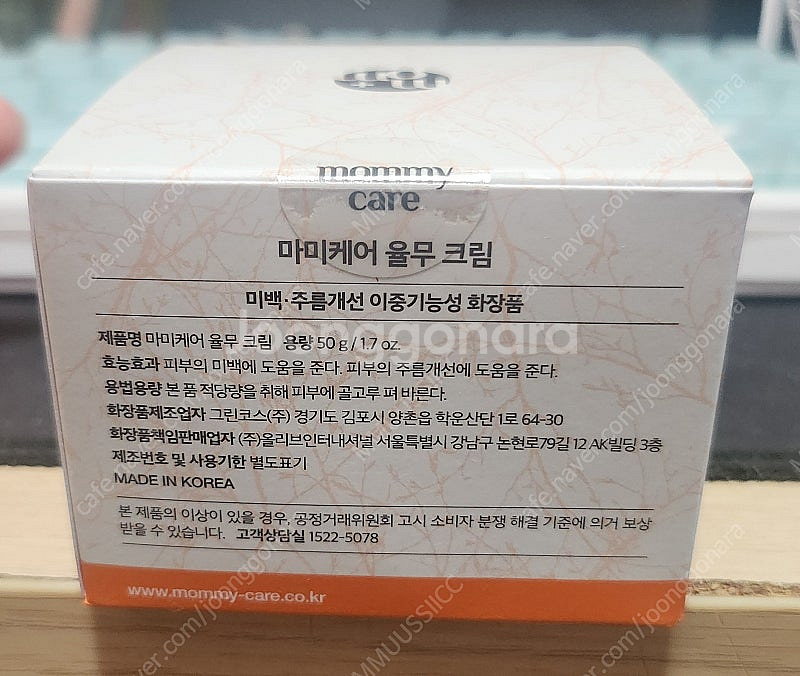 mommy
care
마미케어 율무 크림
미백·주름개선 이중기능성 화장품
제품명 마미케어 율무 크림 용량 50 g / 1.7 oz.
효능효과 피부의 미백에 도움을 준다. 피부의 주름개선에 도움을 준다.
용법용량 본 품 적당량을 취해 피부에 골고루 펴 바른다.
화장품제조업자 그린코스(주) 경기도 김포시 양촌읍 학운산단 1로 64-30
화장품책임판매업자 (주)올리브인터내셔널 서울특별시 강남구 논현로79길 12 AK빌딩 3층
제조번호 및 사용기한 별도표기
MADE IN KOREA
본 제품의 이상이 있을 경우, 공정거래위원회 고시 소비자 분쟁 해결 기준에 의거 보상
받을 수 있습니다. 고객상담실 1522-5078
www.mommy-care.co.kr
Joonggonara
cafe.naver.com/joonggonara
MMUUSSIICC